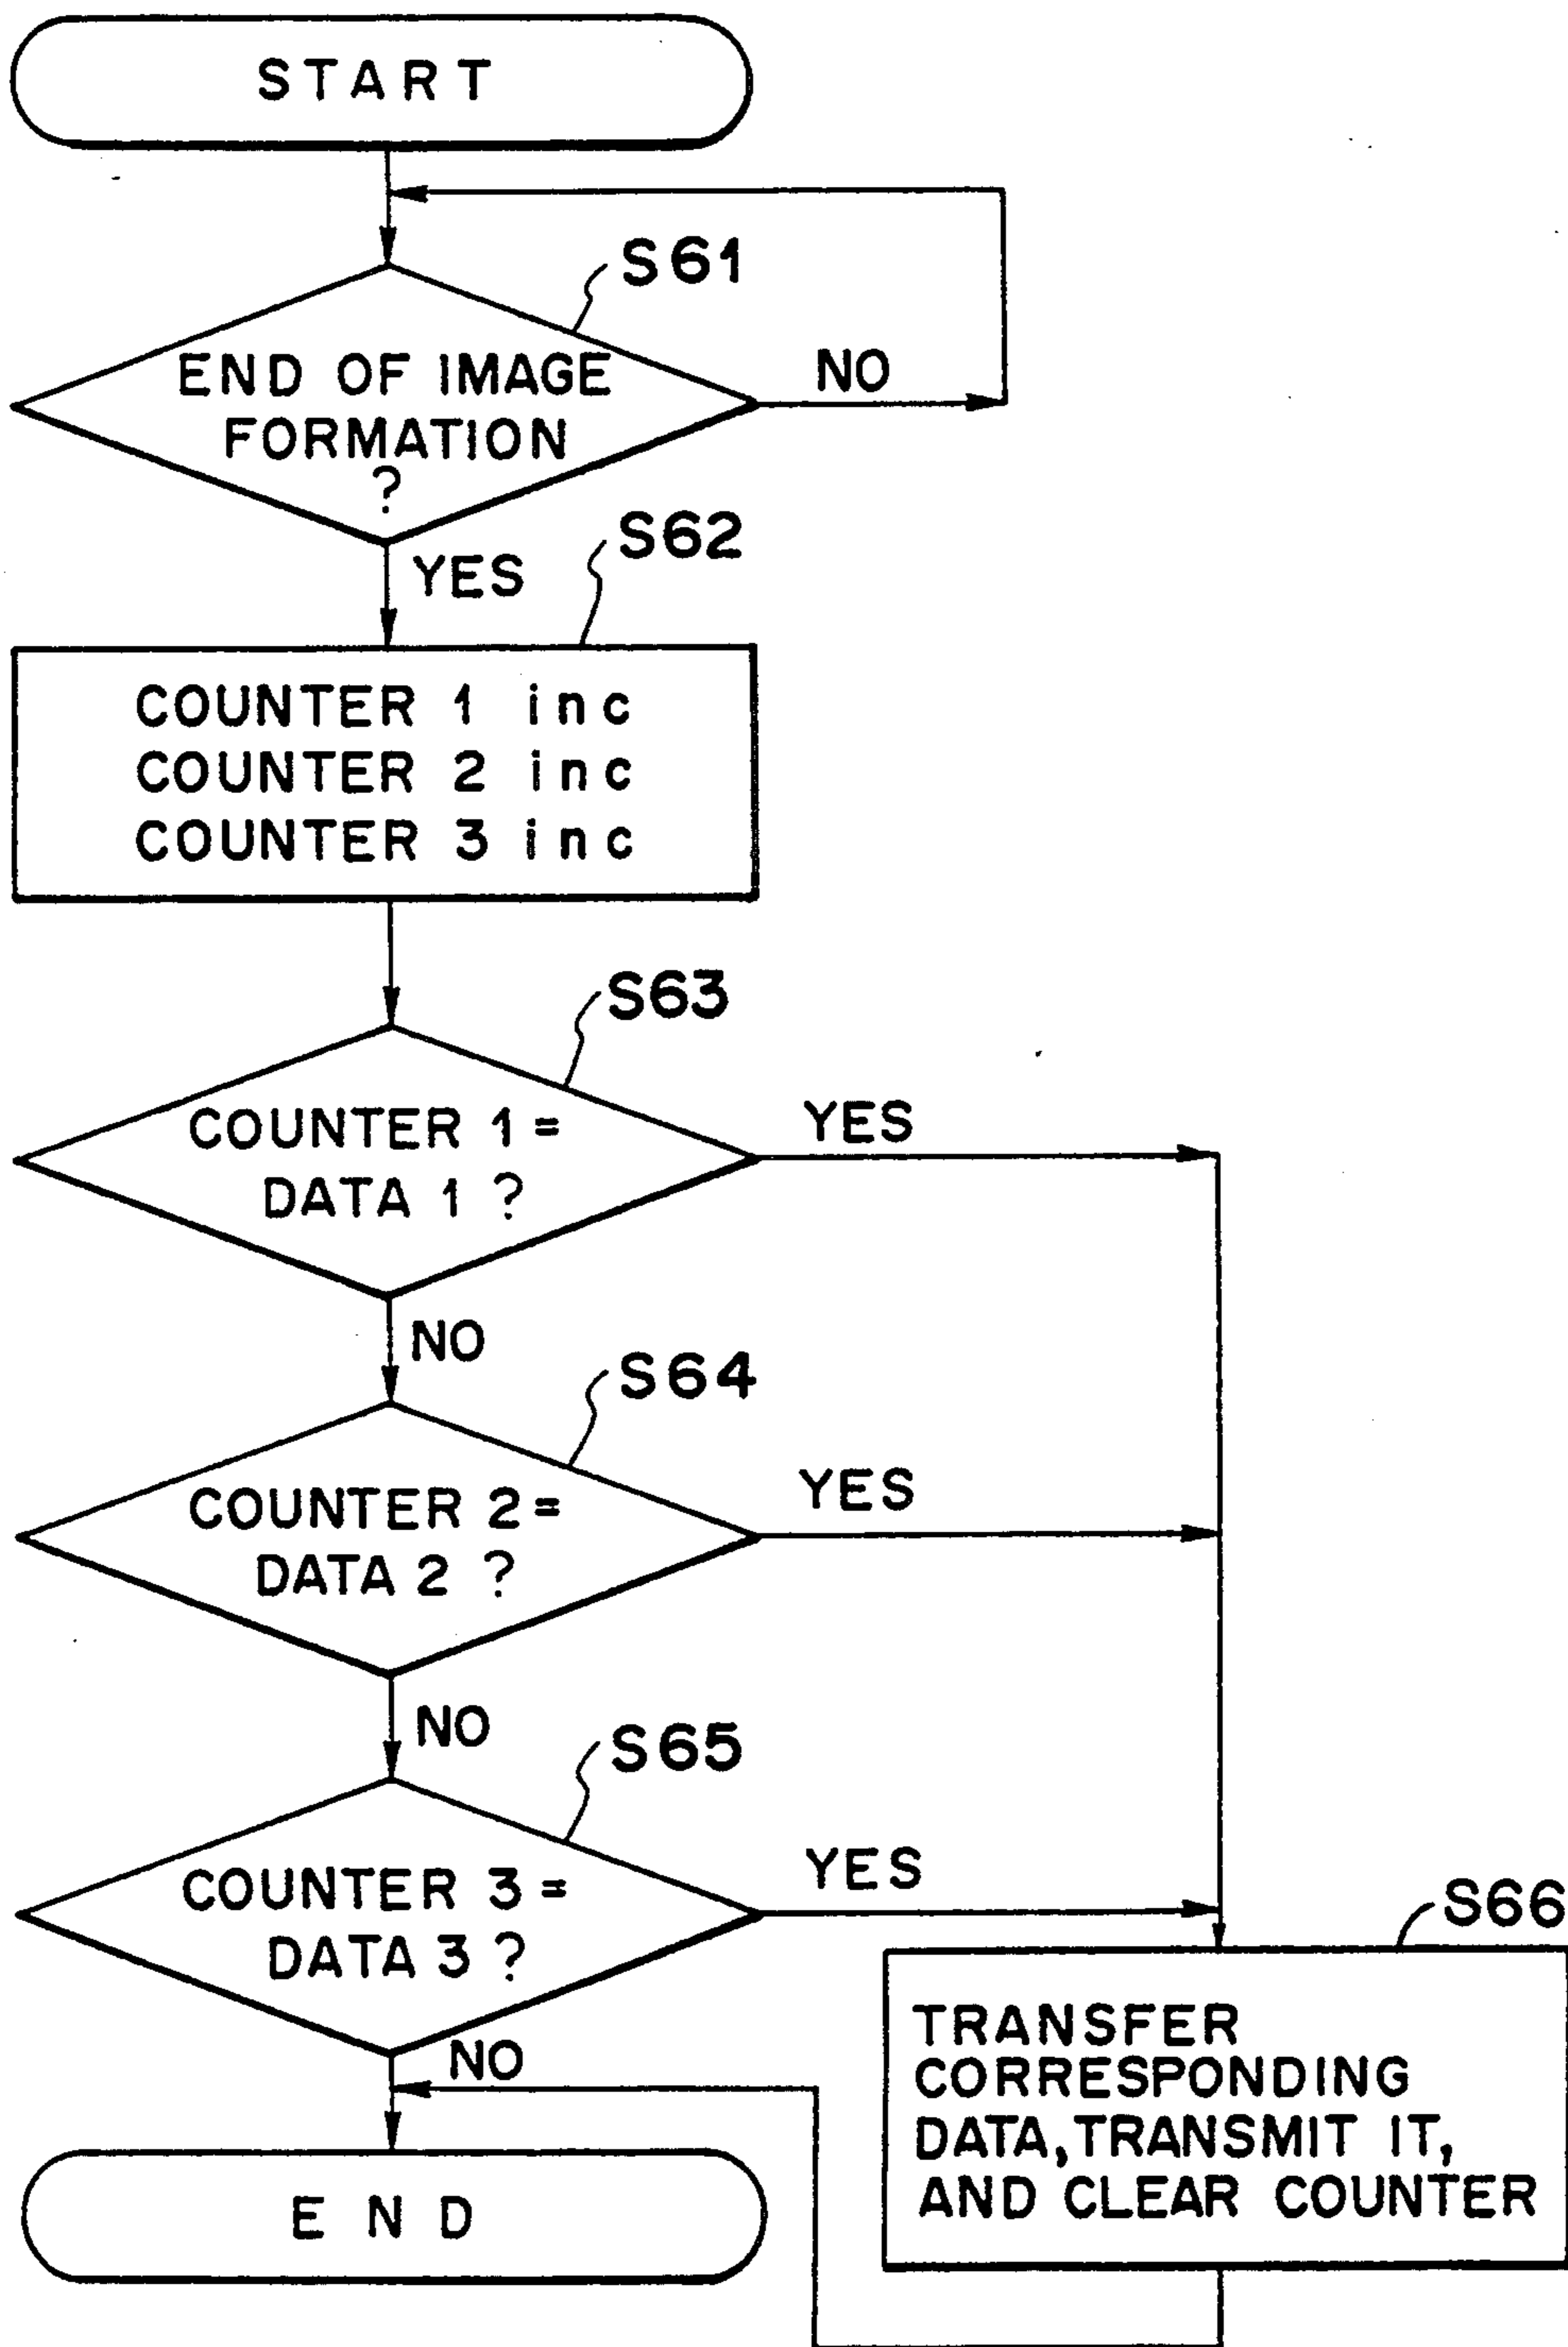 START
S61
END OF IMAGE
FORMATION
?
NO
YES
S62
COUNTER 1 inc
COUNTER 2 inc
COUNTER 3 inc
S63
COUNTER 1 =
DATA 1 ?
YES
NO
S64
COUNTER 2 =
DATA 2 ?
YES
NO
S65
COUNTER 3 =
DATA 3 ?
YES
NO
S66
TRANSFER
CORRESPONDING
DATA, TRANSMIT IT,
AND CLEAR COUNTER
END